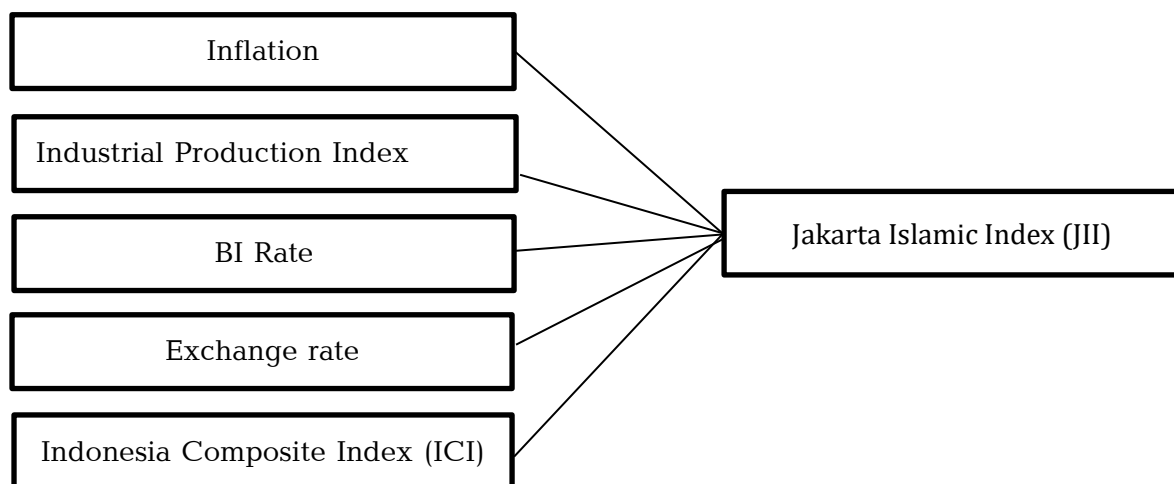 Inflation
Industrial Production Index
BI Rate
Exchange rate
Indonesia Composite Index (ICI)
Jakarta Islamic Index (JII)